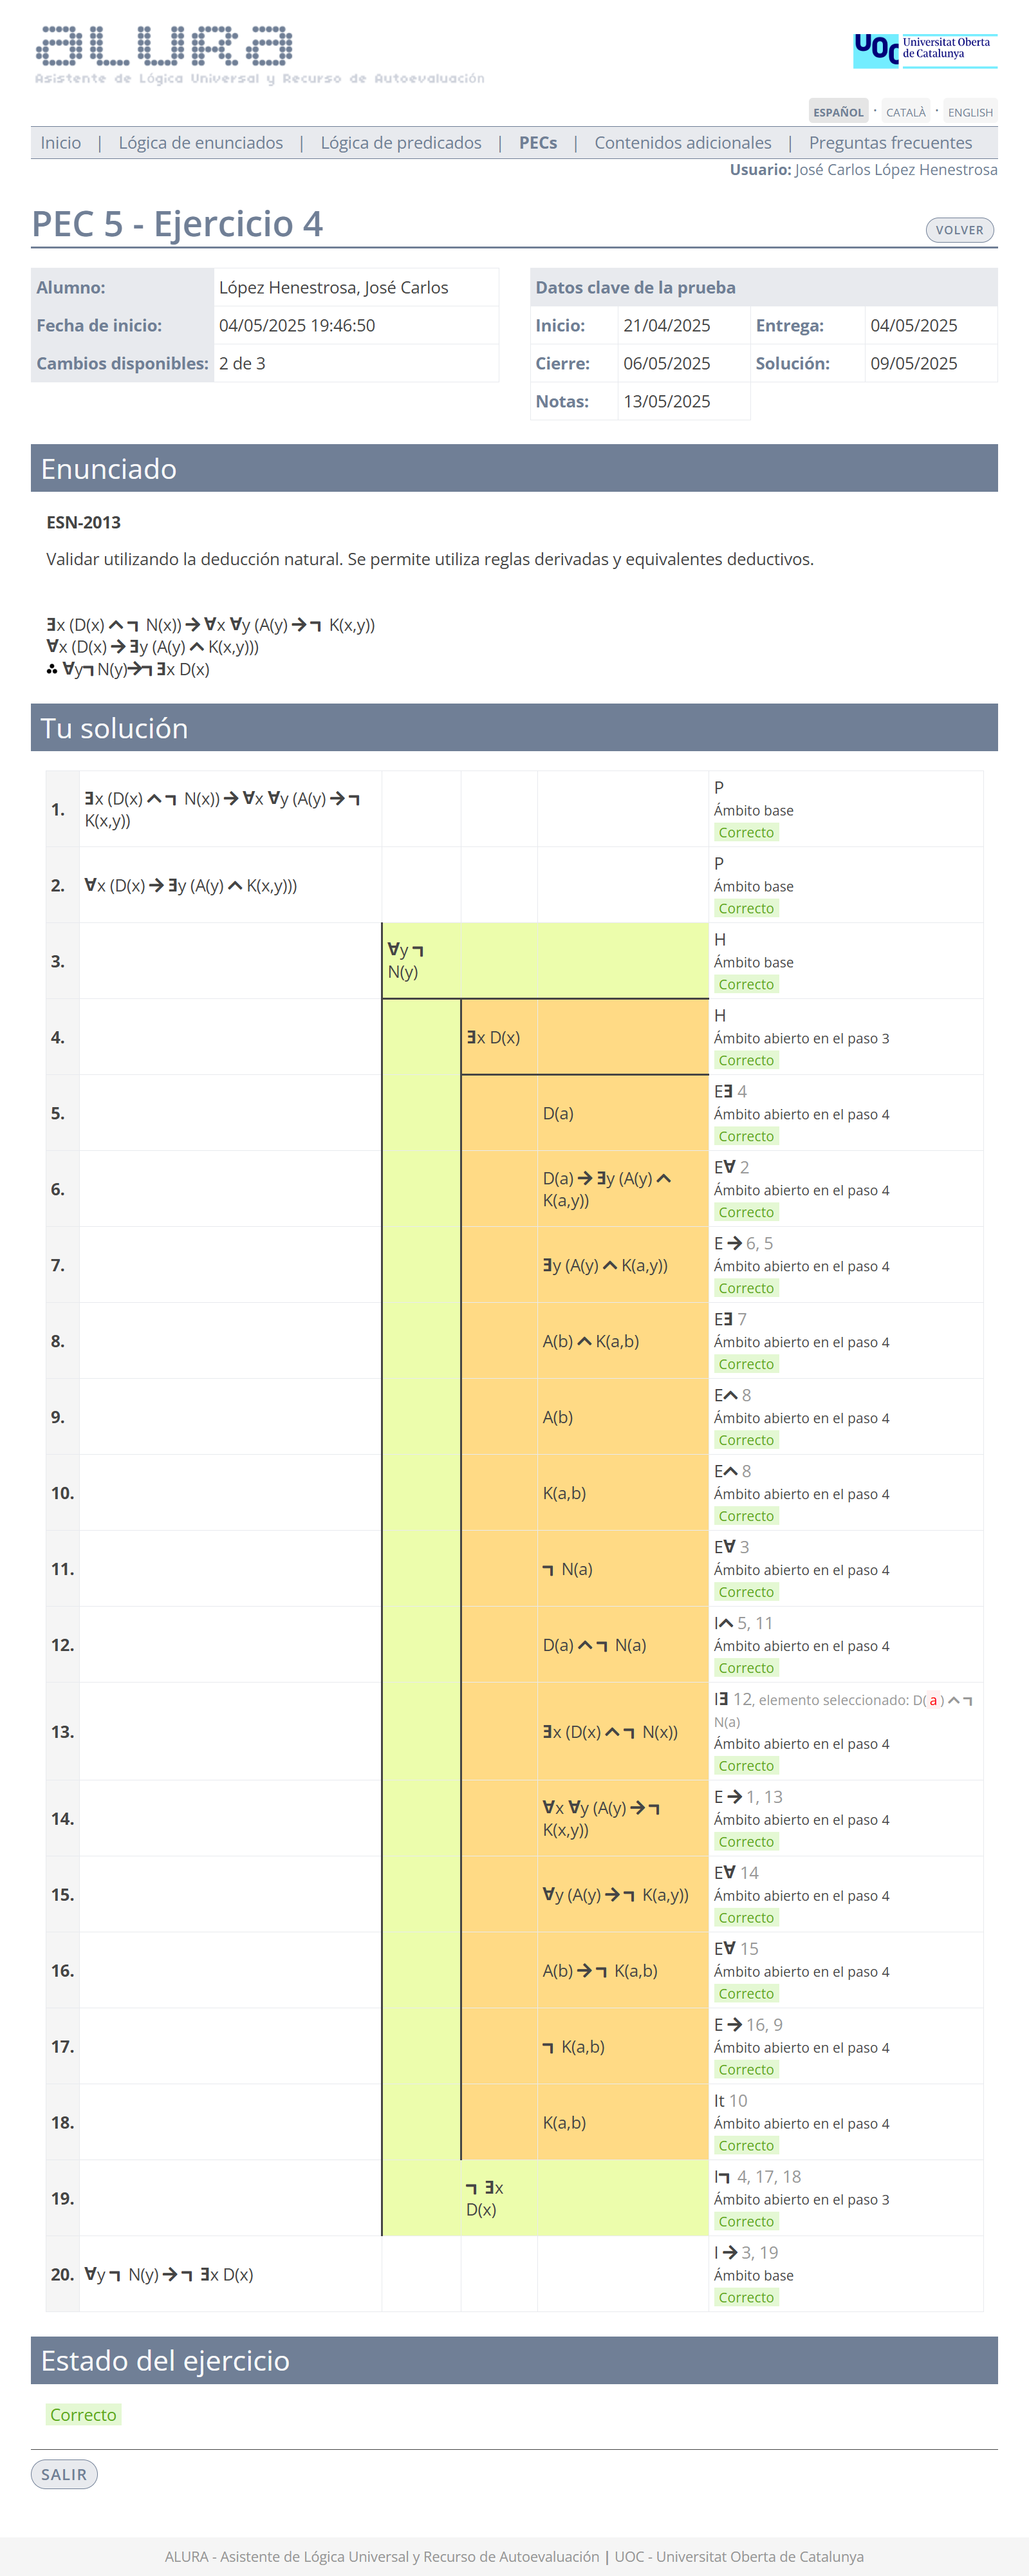 ALURA
Asistente de Lógica Universal y Recurso de Autoevaluación
UOC Universitat Oberta
de Catalunya
ESPAÑOL · CATALÀ · ENGLISH
Inicio | Lógica de enunciados | Lógica de predicados | PECs | Contenidos adicionales | Preguntas frecuentes
Usuario: José Carlos López Henestrosa
PEC 5 - Ejercicio 4
VOLVER
Alumno: López Henestrosa, José Carlos
Fecha de inicio: 04/05/2025 19:46:50
Cambios disponibles: 2 de 3
Datos clave de la prueba
Inicio: 21/04/2025 Entrega: 04/05/2025
Cierre: 06/05/2025 Solución: 09/05/2025
Notas: 13/05/2025
Enunciado
ESN-2013
Validar utilizando la deducción natural. Se permite utiliza reglas derivadas y equivalentes deductivos.
∃x (D(x) ∧ ¬ N(x)) → ∀x ∀y (A(y) → ¬ K(x,y))
∀x (D(x) → ∃y (A(y) ∧ K(x,y)))
∴ ∀y¬N(y)→¬∃x D(x)
Tu solución
1. ∃x (D(x) ∧ ¬ N(x)) → ∀x ∀y (A(y) → ¬
K(x,y))
P
Ámbito base
Correcto
2. ∀x (D(x) → ∃y (A(y) ∧ K(x,y)))
P
Ámbito base
Correcto
3. ∀y ¬
N(y)
H
Ámbito base
Correcto
4. ∃x D(x)
H
Ámbito abierto en el paso 3
Correcto
5. D(a)
E∃ 4
Ámbito abierto en el paso 4
Correcto
6. D(a) → ∃y (A(y) ∧
K(a,y))
E∀ 2
Ámbito abierto en el paso 4
Correcto
7. ∃y (A(y) ∧ K(a,y))
E → 6, 5
Ámbito abierto en el paso 4
Correcto
8. A(b) ∧ K(a,b)
E∃ 7
Ámbito abierto en el paso 4
Correcto
9. A(b)
E∧ 8
Ámbito abierto en el paso 4
Correcto
10. K(a,b)
E∧ 8
Ámbito abierto en el paso 4
Correcto
11. ¬ N(a)
E∀ 3
Ámbito abierto en el paso 4
Correcto
12. D(a) ∧ ¬ N(a)
I∧ 5, 11
Ámbito abierto en el paso 4
Correcto
13. ∃x (D(x) ∧ ¬ N(x))
I∃ 12, elemento seleccionado: D(a) ∧ ¬
N(a)
Ámbito abierto en el paso 4
Correcto
14. ∀x ∀y (A(y) → ¬
K(x,y))
E → 1, 13
Ámbito abierto en el paso 4
Correcto
15. ∀y (A(y) → ¬ K(a,y))
E∀ 14
Ámbito abierto en el paso 4
Correcto
16. A(b) → ¬ K(a,b)
E∀ 15
Ámbito abierto en el paso 4
Correcto
17. ¬ K(a,b)
E → 16, 9
Ámbito abierto en el paso 4
Correcto
18. K(a,b)
It 10
Ámbito abierto en el paso 4
Correcto
19. ¬ ∃x
D(x)
I¬ 4, 17, 18
Ámbito abierto en el paso 3
Correcto
20. ∀y ¬ N(y) → ¬ ∃x D(x)
I → 3, 19
Ámbito base
Correcto
Estado del ejercicio
Correcto
SALIR
ALURA - Asistente de Lógica Universal y Recurso de Autoevaluación | UOC - Universitat Oberta de Catalunya